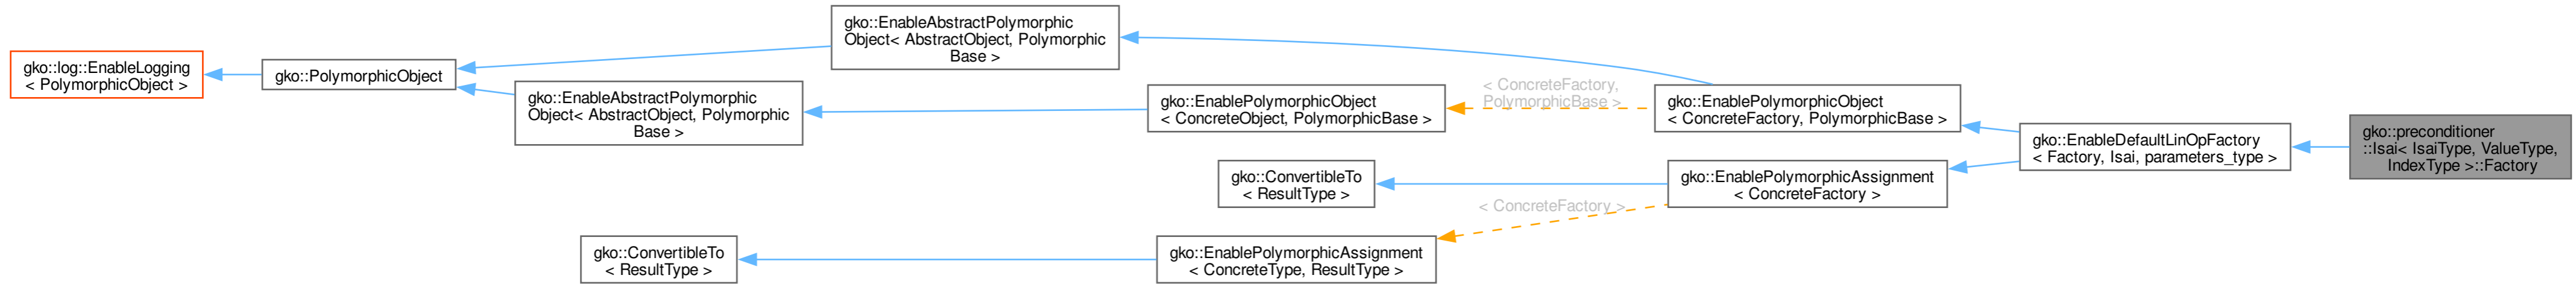 gko::log::EnableLogging
< PolymorphicObject >
gko::PolymorphicObject
gko::EnableAbstractPolymorphic
Object< AbstractObject, Polymorphic
Base >
gko::EnableAbstractPolymorphic
Object< AbstractObject, Polymorphic
Base >
gko::EnablePolymorphicObject
< ConcreteObject, PolymorphicBase >
< ConcreteFactory,
PolymorphicBase >
gko::EnablePolymorphicObject
< ConcreteFactory, PolymorphicBase >
gko::ConvertibleTo
< ResultType >
gko::EnablePolymorphicAssignment
< ConcreteFactory >
< ConcreteFactory >
gko::ConvertibleTo
< ResultType >
gko::EnablePolymorphicAssignment
< ConcreteType, ResultType >
gko::EnableDefaultLinOpFactory
< Factory, Isai, parameters_type >
gko::preconditioner
::Isai< IsaiType, ValueType,
IndexType >::Factory